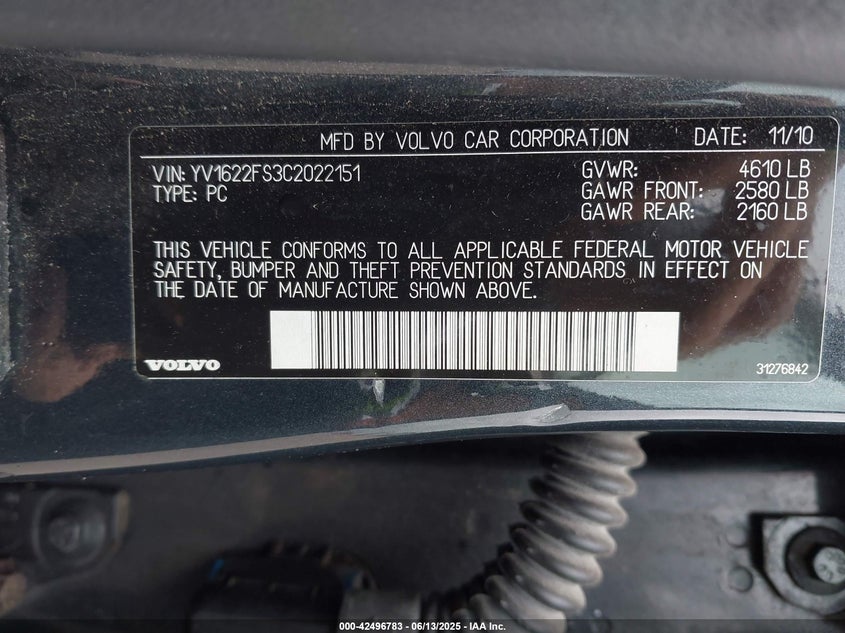 MFD BY VOLVO CAR CORPORATION DATE: 11/10
VIN: YV1622FS3C2022151 GVWR: 4610 LB
TYPE: PC GAWR FRONT: 2580 LB
GAWR REAR: 2160 LB
THIS VEHICLE CONFORMS TO ALL APPLICABLE FEDERAL MOTOR VEHICLE
SAFETY, BUMPER AND THEFT PREVENTION STANDARDS IN EFFECT ON
THE DATE OF MANUFACTURE SHOWN ABOVE.
VOLVO 31276842
000-42496783 - 06/13/2025 - IAA Inc.